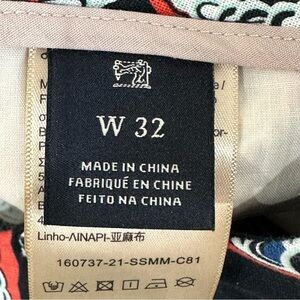 W 32
MADE IN CHINA
FABRIQUÉ EN CHINE
FEITO NA CHINA
Linho-ΛΙΝΑΡΙ-亚麻布
160737-21-SSMM-C81